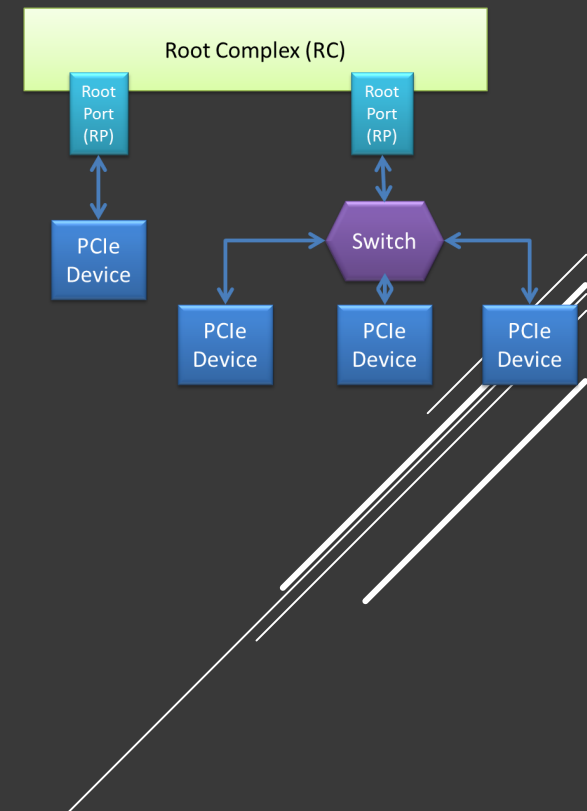 Root Complex (RC)
Root
Port
(RP)
Root
Port
(RP)
PCIe
Device
Switch
PCIe
Device
PCIe
Device
PCIe
Device